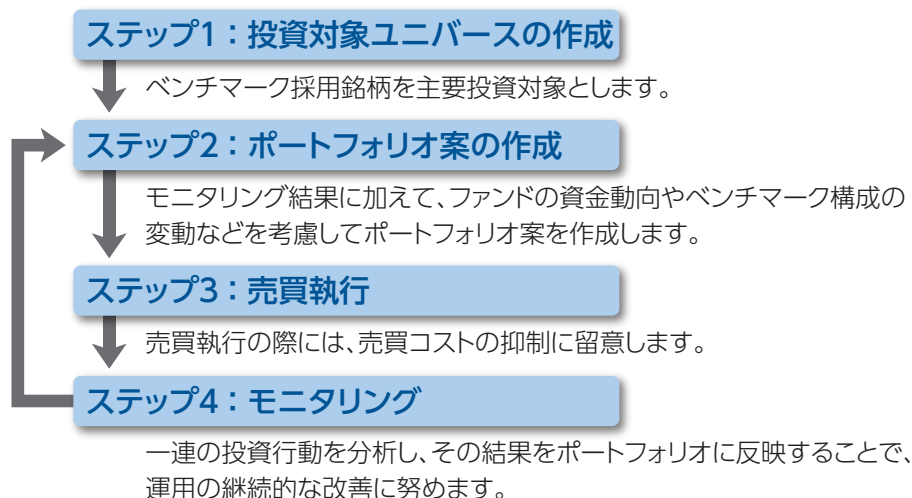 ステップ1：投資対象ユニバースの作成
ベンチマーク採用銘柄を主要投資対象とします。
ステップ2：ポートフォリオ案の作成
モニタリング結果に加えて、ファンドの資金動向やベンチマーク構成の
変動などを考慮してポートフォリオ案を作成します。
ステップ3：売買執行
売買執行の際には、売買コストの抑制に留意します。
ステップ4：モニタリング
一連の投資行動を分析し、その結果をポートフォリオに反映することで、
運用の継続的な改善に努めます。